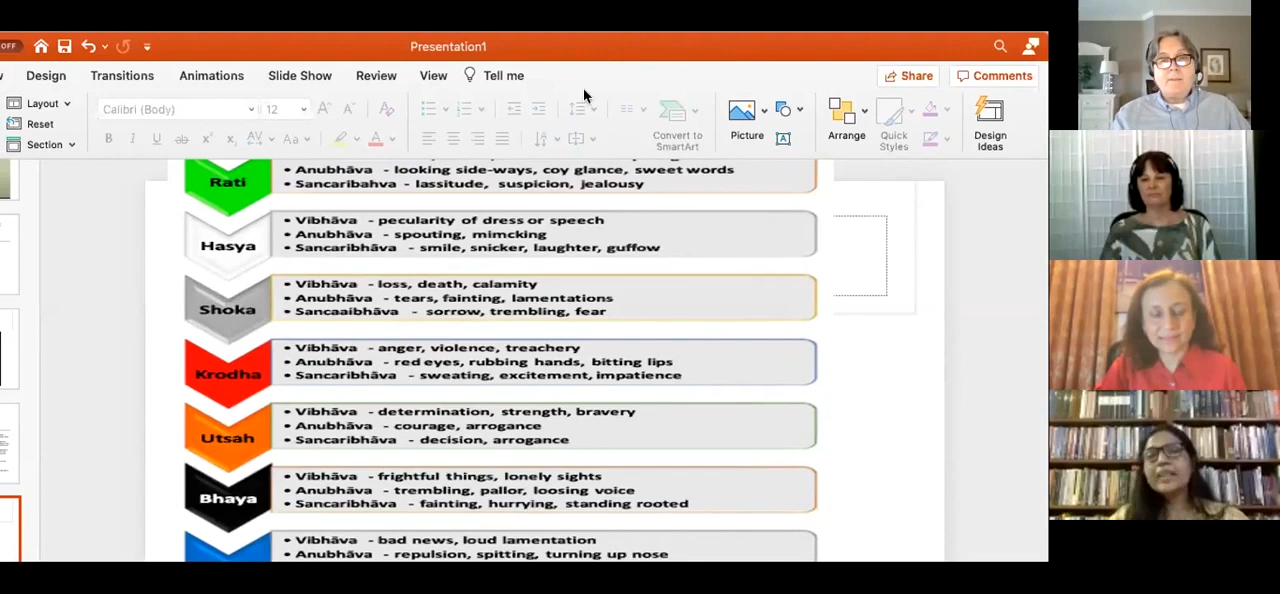 OFF
Presentation1
Design Transitions Animations Slide Show Review View Tell me Share Comments
Layout
Reset
Section
Calibri (Body) 12
Convert to
SmartArt
Picture
Arrange
Quick
Styles
Design
Ideas
Rati
• Anubhāva - looking side-ways, coy glance, sweet words
• Sancaribahva - lassitude, suspicion, jealousy
Hasya
• Vibhāva - pecularity of dress or speech
• Anubhāva - spouting, mimcking
• Sancaribhāva - smile, snicker, laughter, guffow
Shoka
• Vibhāva - loss, death, calamity
• Anubhāva - tears, fainting, lamentations
• Sancaaibhāva - sorrow, trembling, fear
Krodha
• Vibhāva - anger, violence, treachery
• Anubhāva - red eyes, rubbing hands, bitting lips
• Sancaribhāva - sweating, excitement, impatience
Utsah
• Vibhāva - determination, strength, bravery
• Anubhāva - courage, arrogance
• Sancaribhāva - decision, arrogance
Bhaya
• Vibhāva - frightful things, lonely sights
• Anubhāva - trembling, pallor, loosing voice
• Sancaribhāva - fainting, hurrying, standing rooted
• Vibhāva - bad news, loud lamentation
• Anubhāva - repulsion, spitting, turning up nose